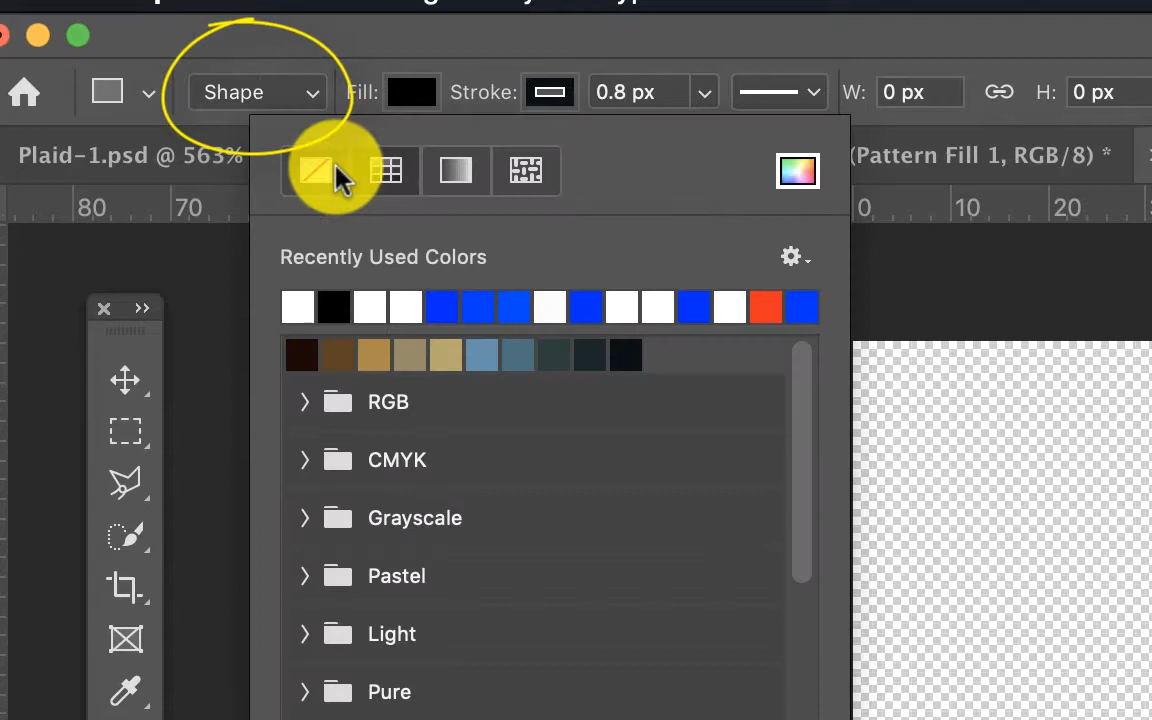 Shape
Fill:
Stroke:
0.8 px
W:
0 px
H:
0 px
Plaid-1.psd @ 563%
(Pattern Fill 1, RGB/8) *
80
70
0
10
20
Recently Used Colors
RGB
CMYK
Grayscale
Pastel
Light
Pure